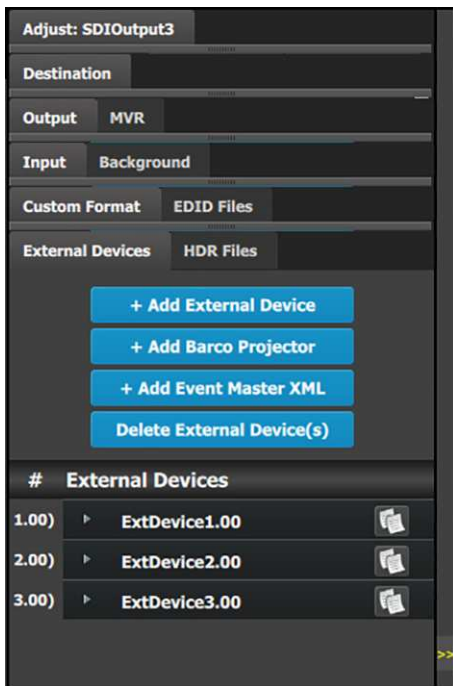 Adjust: SDIOutput3
Destination
Output MVR
Input Background
Custom Format EDID Files
External Devices HDR Files
+ Add External Device
+ Add Barco Projector
+ Add Event Master XML
Delete External Device(s)
# External Devices
1.00) ExtDevice1.00
2.00) ExtDevice2.00
3.00) ExtDevice3.00
>>